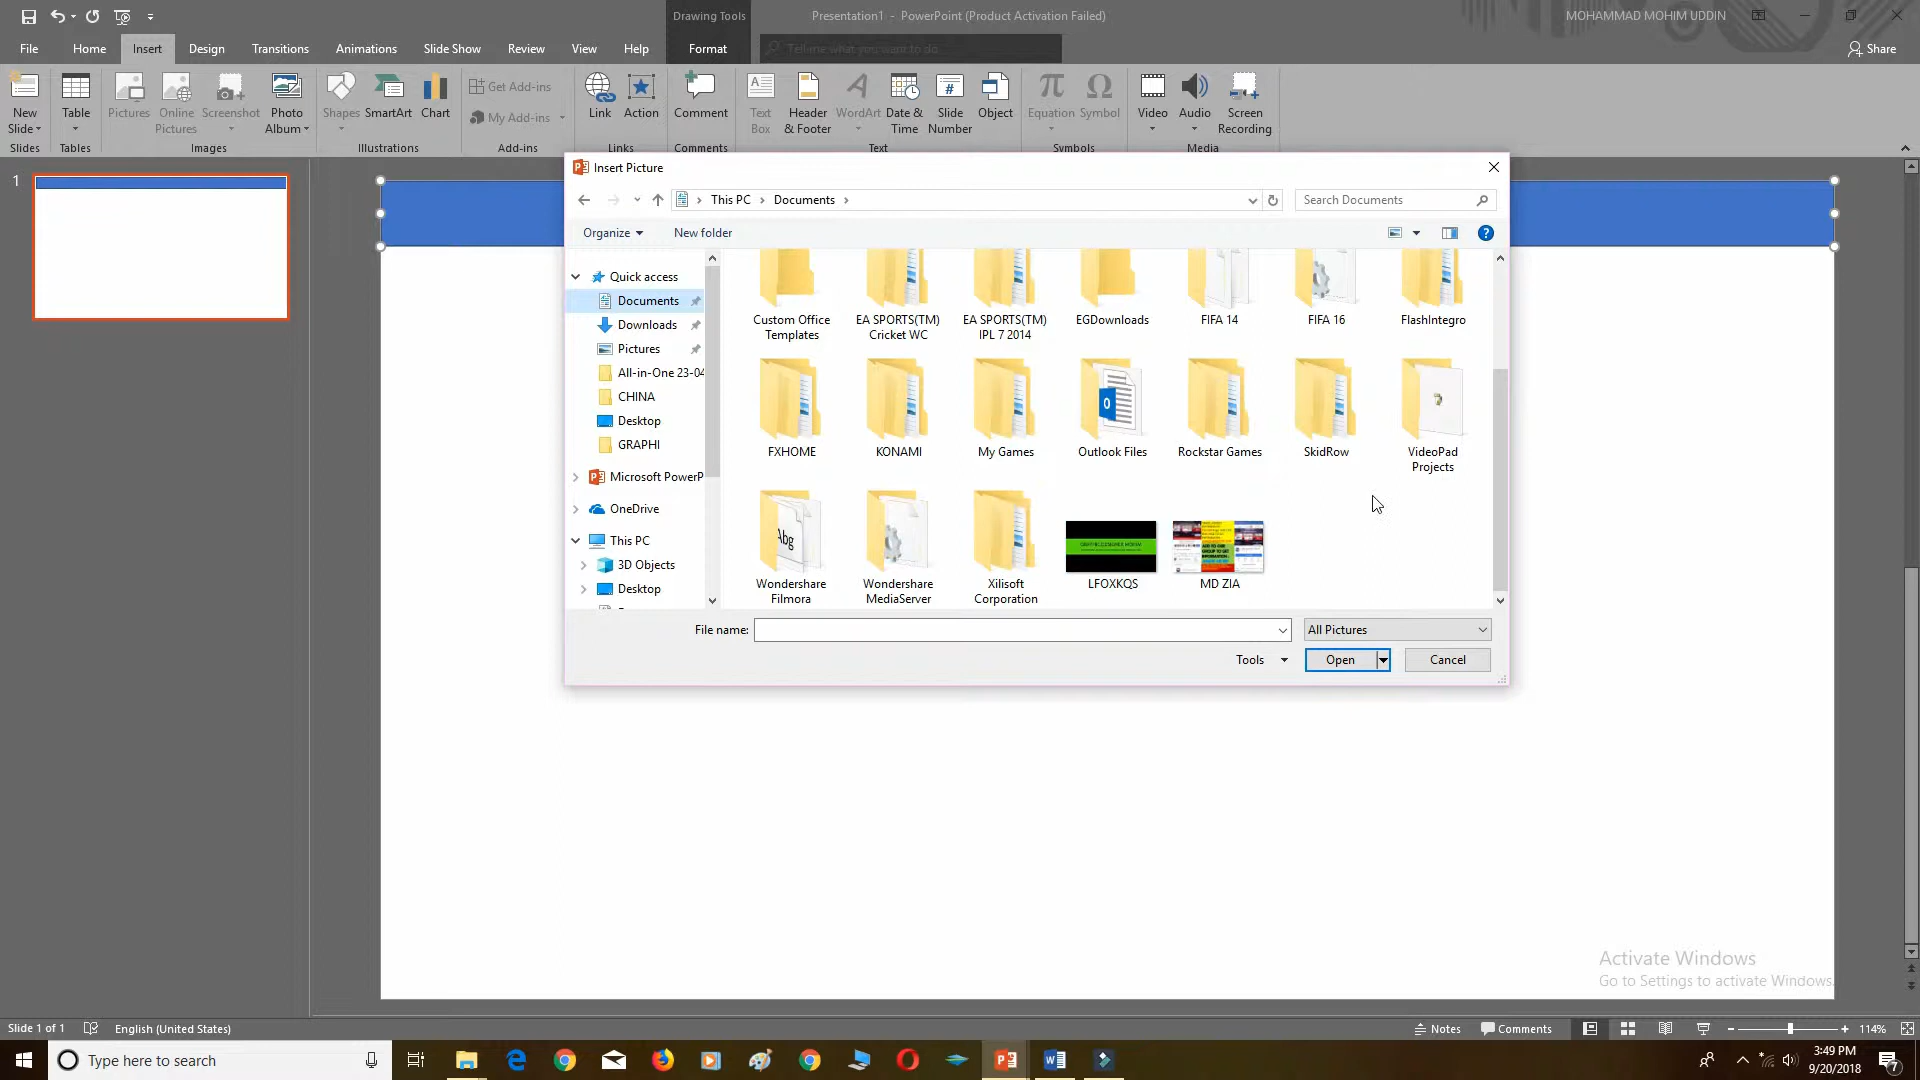 Drawing Tools
Presentation1 - PowerPoint (Product Activation Failed)
MOHAMMAD MOHIM UDDIN
File Home Insert Design Transitions Animations Slide Show Review View Help Format
Tell me what you want to do
Share
New Slide
Table
Pictures
Online Pictures
Screenshot
Photo Album
Shapes
SmartArt
Chart
Get Add-ins
My Add-ins
Link
Action
Comment
Text Box
Header & Footer
WordArt
Date & Time
Slide Number
Object
Equation
Symbol
Video
Audio
Screen Recording
Slides Tables Images Illustrations Add-ins Links Comments Text Symbols Media
1
Insert Picture
This PC > Documents >
Search Documents
Organize
New folder
Quick access
Documents
Downloads
Pictures
All-in-One 23-04
CHINA
Desktop
GRAPHI
Microsoft PowerP
OneDrive
This PC
3D Objects
Desktop
Custom Office Templates
EA SPORTS(TM) Cricket WC
EA SPORTS(TM) IPL 7 2014
EGDownloads
FIFA 14
FIFA 16
FlashIntegro
FXHOME
KONAMI
My Games
Outlook Files
Rockstar Games
SkidRow
VideoPad Projects
Abg
Wondershare Filmora
Wondershare MediaServer
Xilisoft Corporation
LFOXKQS
MD ZIA
File name:
All Pictures
Tools
Open
Cancel
Activate Windows
Go to Settings to activate Windows.
Slide 1 of 1
English (United States)
Notes
Comments
114%
Type here to search
3:49 PM
9/20/2018
7